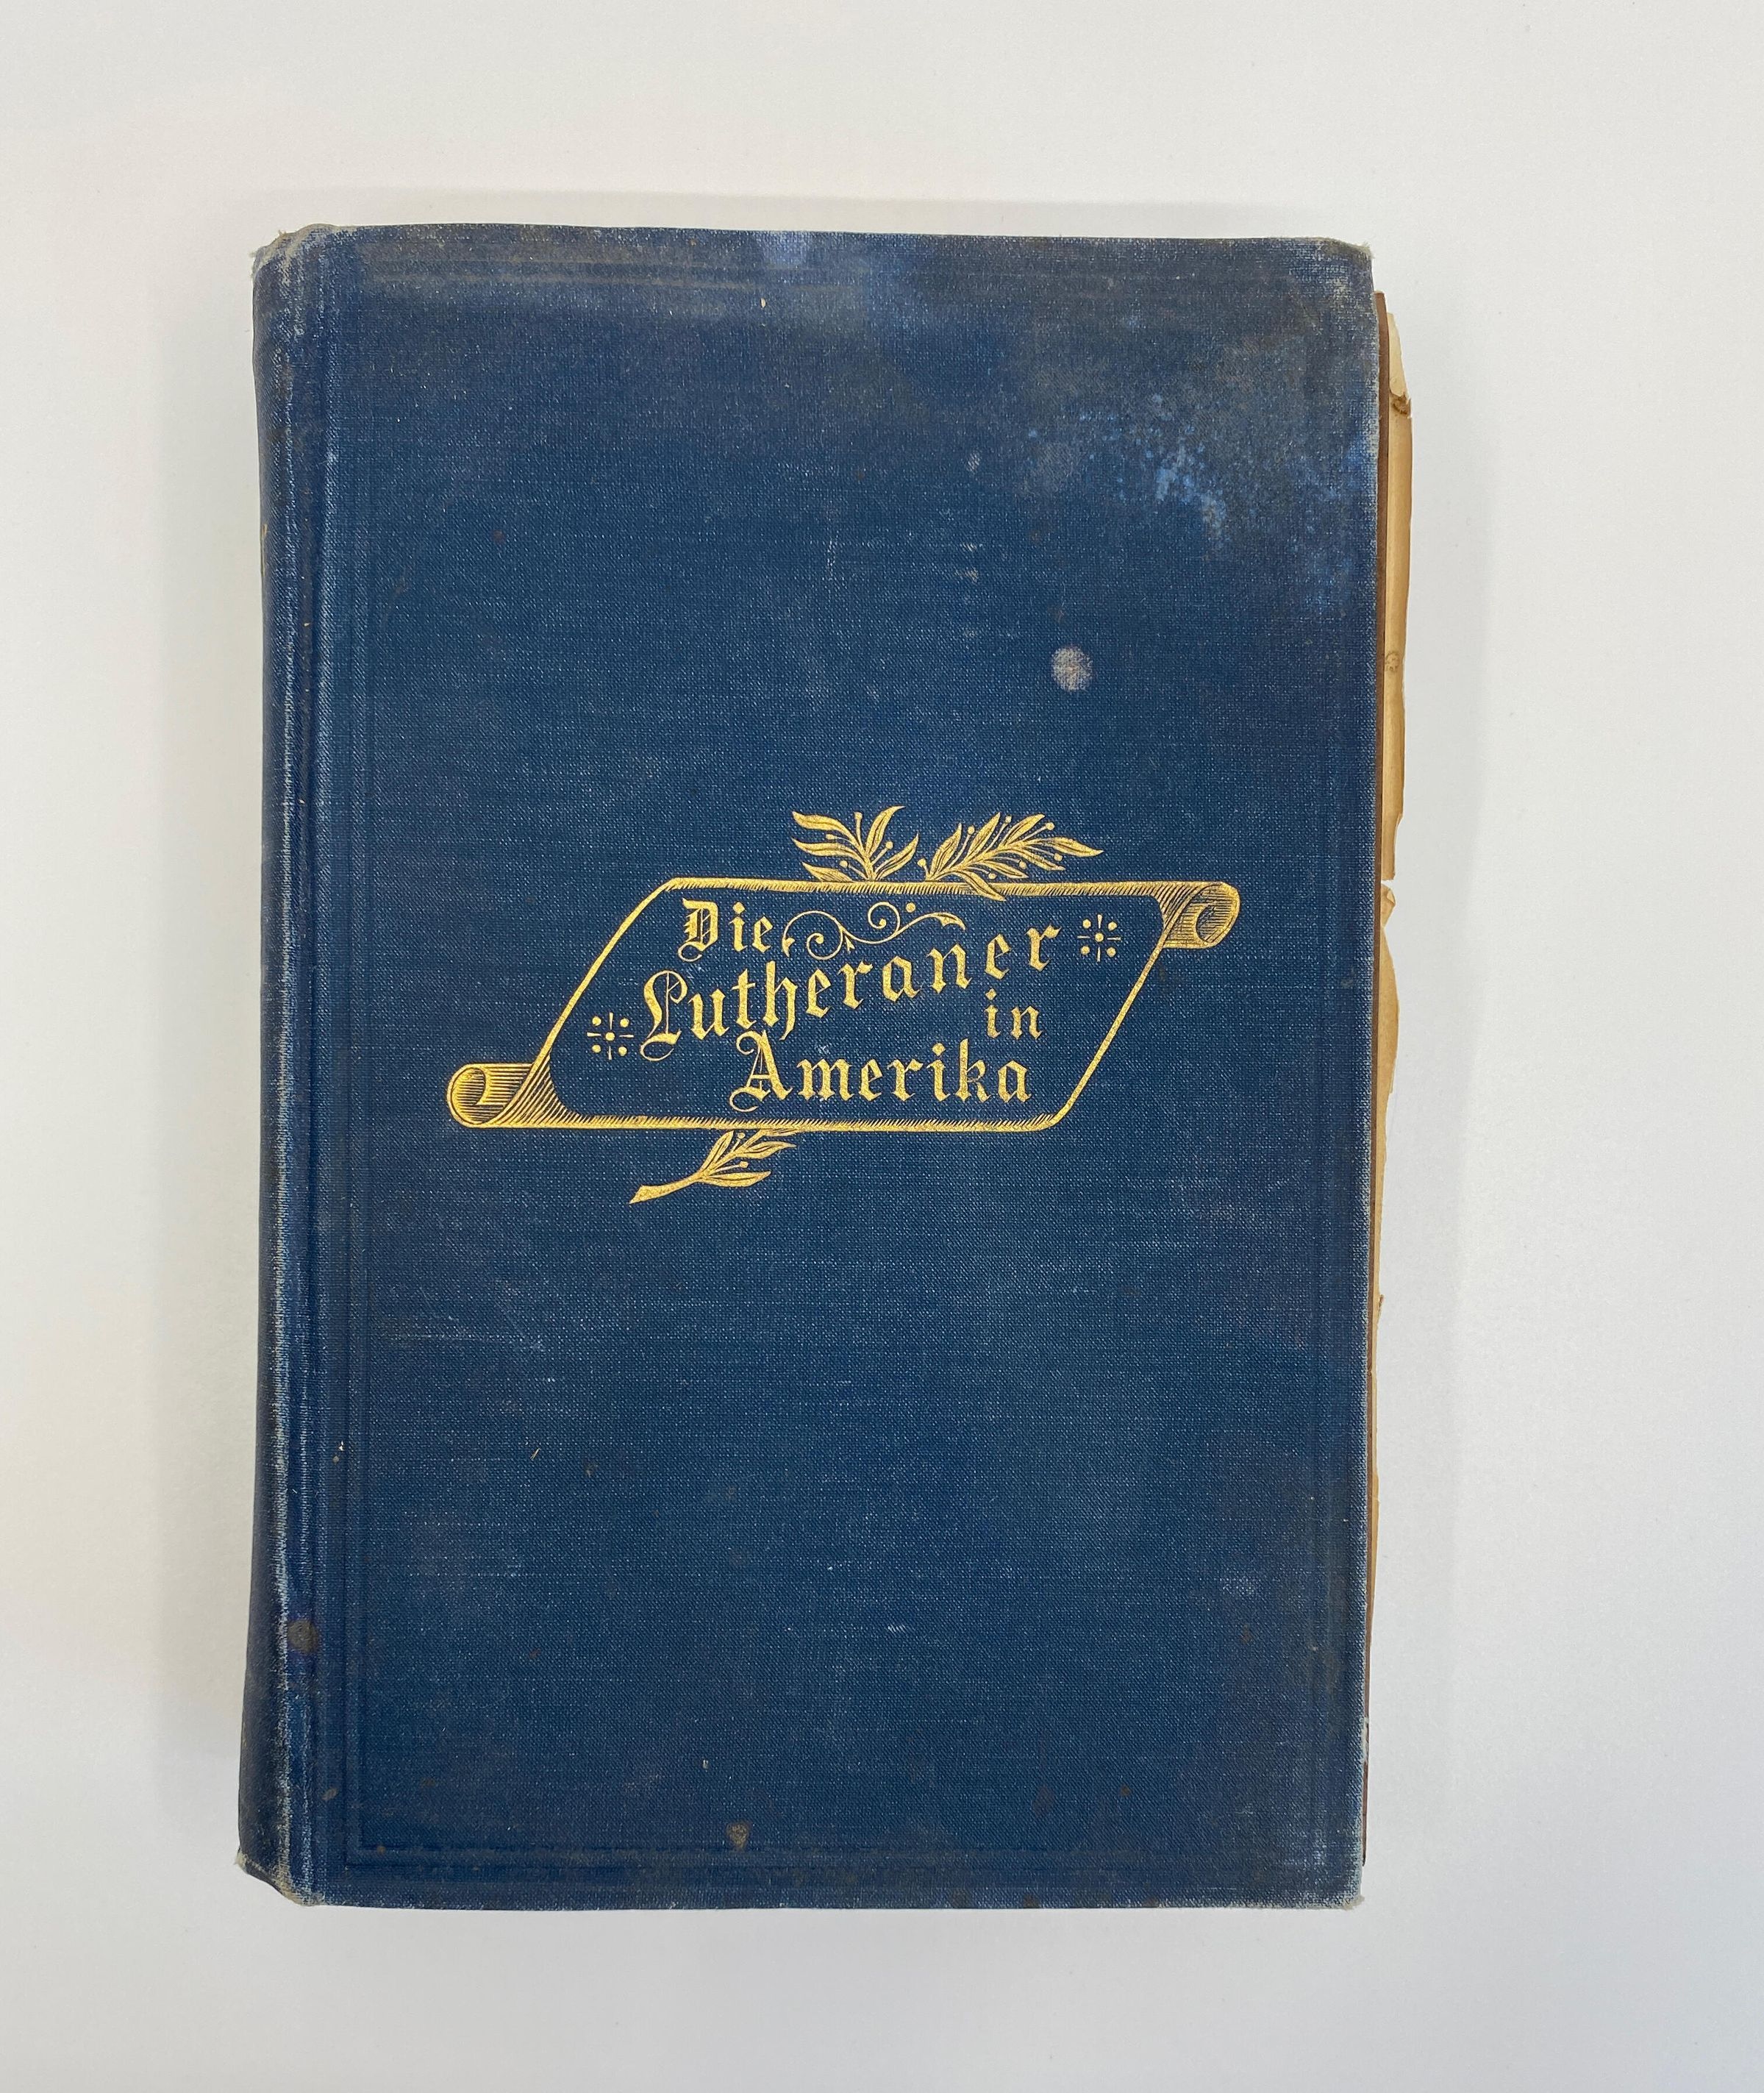 Die
Lutheraner
in
Amerika